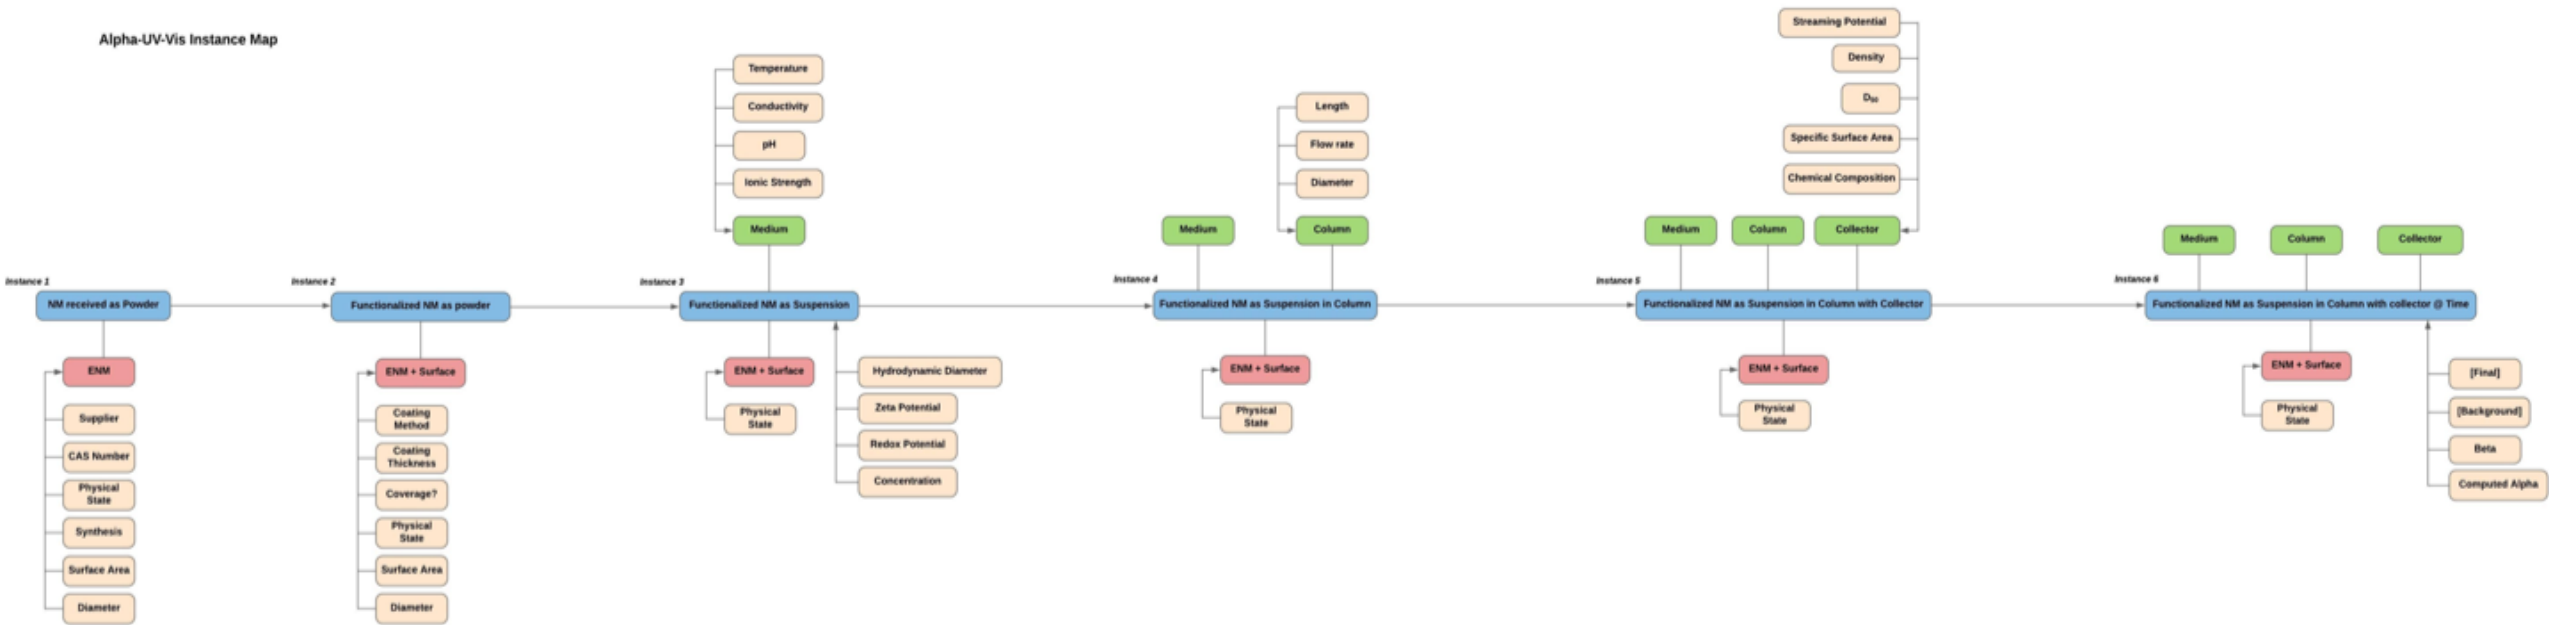 Alpha-UV-Vis Instance Map
Instance 1
NM received as Powder
ENM
Supplier
CAS Number
Physical
State
Synthesis
Surface Area
Diameter
Instance 2
Functionalized NM as powder
ENM + Surface
Coating
Method
Coating
Thickness
Coverage?
Physical
State
Surface Area
Diameter
Temperature
Conductivity
pH
Ionic Strength
Medium
Instance 3
Functionalized NM as Suspension
ENM + Surface
Physical
State
Hydrodynamic Diameter
Zeta Potential
Redox Potential
Concentration
Length
Flow rate
Diameter
Medium
Column
Instance 4
Functionalized NM as Suspension in Column
ENM + Surface
Physical
State
Streaming Potential
Density
D₅₀
Specific Surface Area
Chemical Composition
Medium
Column
Collector
Instance 5
Functionalized NM as Suspension in Column with Collector
ENM + Surface
Physical
State
Medium
Column
Collector
Instance 6
Functionalized NM as Suspension in Column with collector @ Time
ENM + Surface
Physical
State
[Final]
[Background]
Beta
Computed Alpha